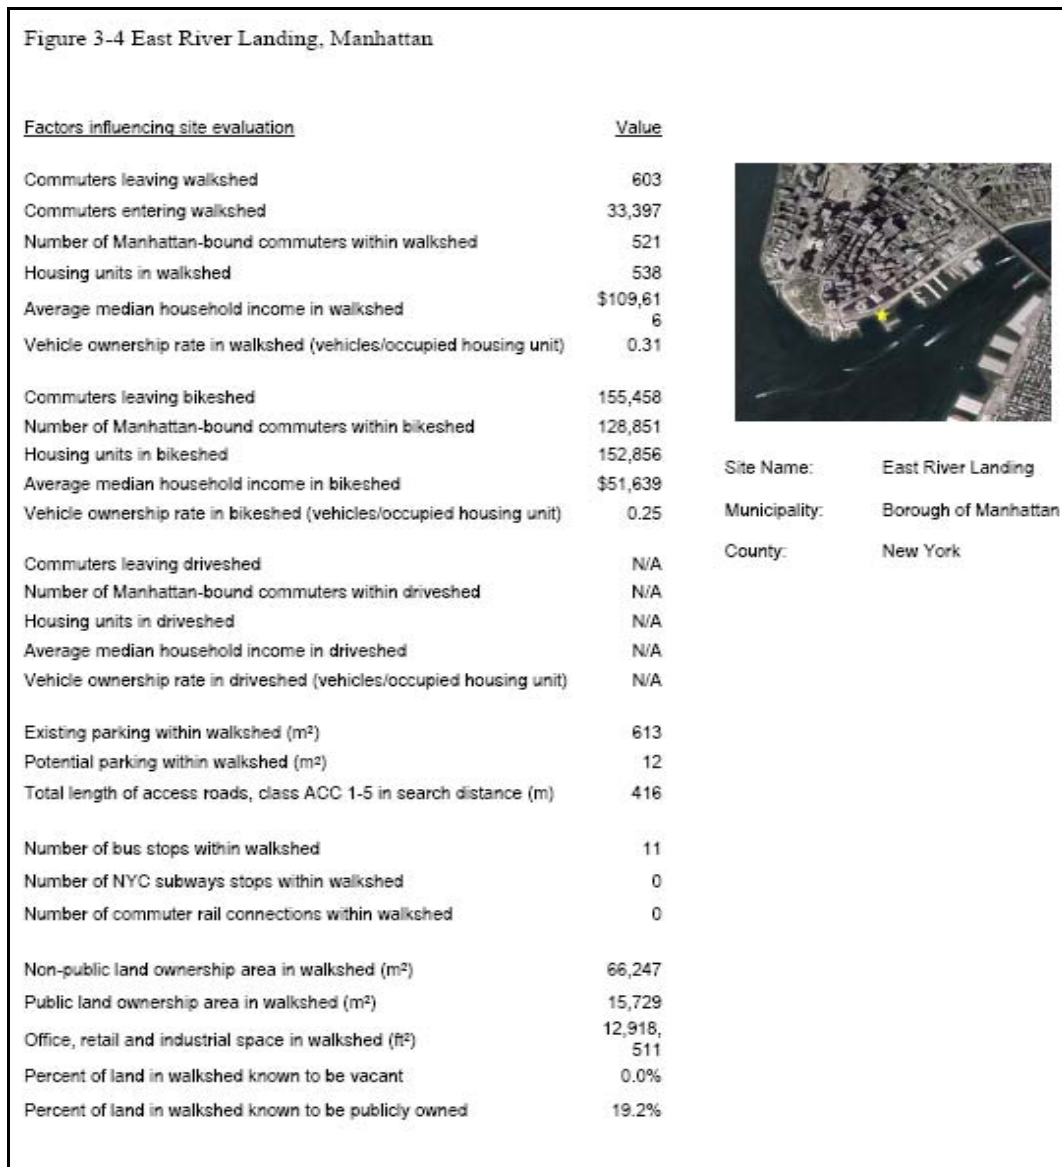 Figure 3-4 East River Landing, Manhattan
Factors influencing site evaluation Value
Commuters leaving walkshed 603
Commuters entering walkshed 33,397
Number of Manhattan-bound commuters within walkshed 521
Housing units in walkshed 538
Average median household income in walkshed $109,61
6
Vehicle ownership rate in walkshed (vehicles/occupied housing unit) 0.31
Commuters leaving bikeshed 155,458
Number of Manhattan-bound commuters within bikeshed 128,851
Housing units in bikeshed 152,856
Average median household income in bikeshed $51,639
Vehicle ownership rate in bikeshed (vehicles/occupied housing unit) 0.25
Commuters leaving driveshed N/A
Number of Manhattan-bound commuters within driveshed N/A
Housing units in driveshed N/A
Average median household income in driveshed N/A
Vehicle ownership rate in driveshed (vehicles/occupied housing unit) N/A
Existing parking within walkshed (m²) 613
Potential parking within walkshed (m²) 12
Total length of access roads, class ACC 1-5 in search distance (m) 416
Number of bus stops within walkshed 11
Number of NYC subways stops within walkshed 0
Number of commuter rail connections within walkshed 0
Non-public land ownership area in walkshed (m²) 66,247
Public land ownership area in walkshed (m²) 15,729
Office, retail and industrial space in walkshed (ft²) 12,918,
511
Percent of land in walkshed known to be vacant 0.0%
Percent of land in walkshed known to be publicly owned 19.2%
Site Name: East River Landing
Municipality: Borough of Manhattan
County: New York